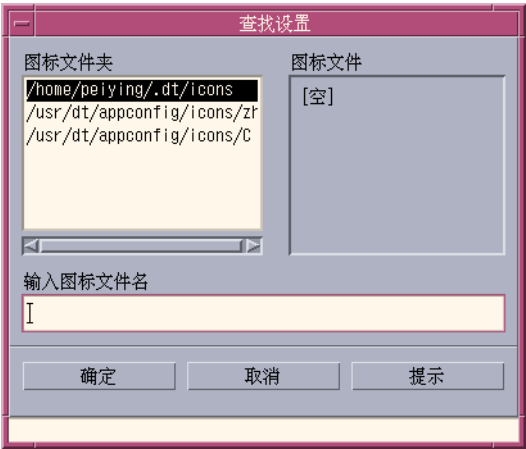 查找设置
图标文件夹
图标文件
/home/peiying/.dt/icons
/usr/dt/appconfig/icons/zh
/usr/dt/appconfig/icons/C
[空]
输入图标文件名
确定
取消
提示